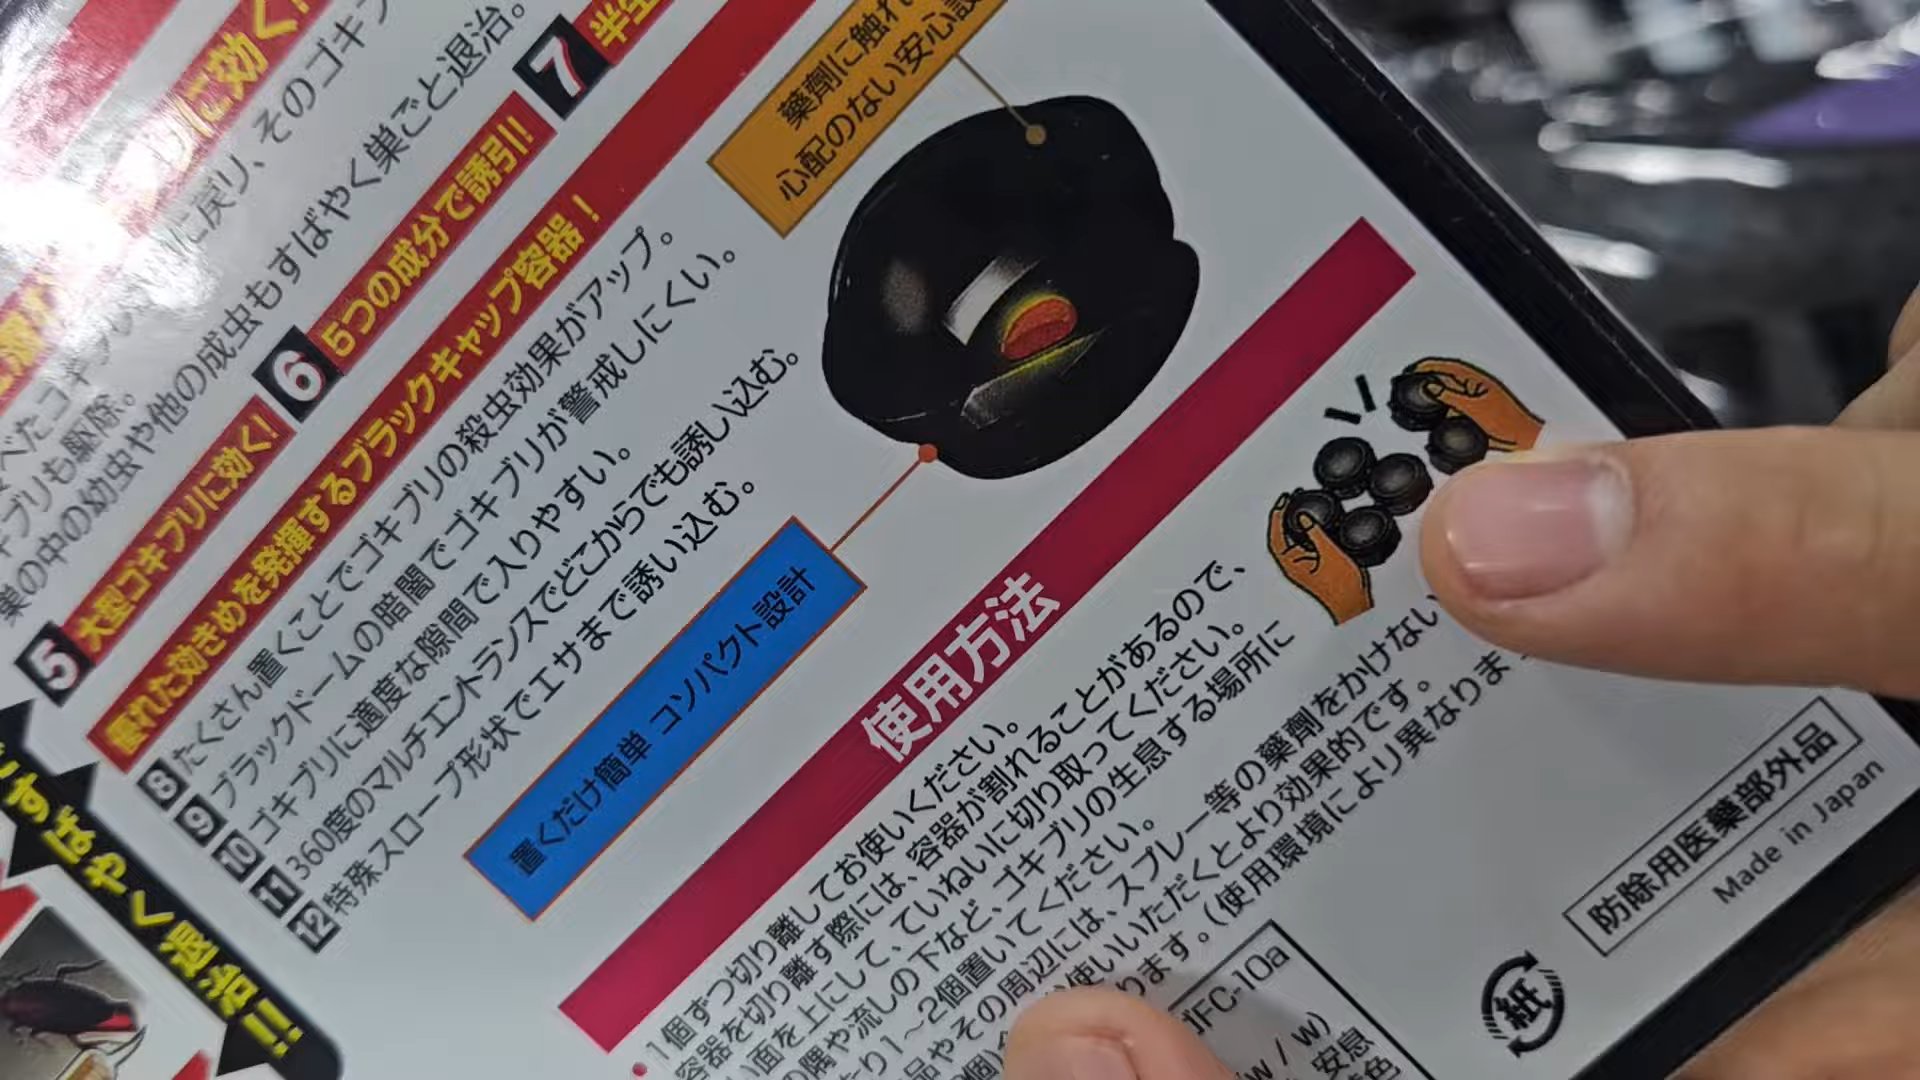 に効く!
に戻り、そのゴキブ
べたゴキブ
ゴキブリも駆除。
巣の中の幼虫や他の成虫もすばやく巣ごと退治。
5 大型ゴキブリに効く!
6 5つの成分で誘引!
7 半生
優れた効きめを発揮するブラックキャップ容器!
8 たくさん置くことでゴキブリの殺虫効果がアップ。
9 ブラックドームの暗闇でゴキブリが警戒しにくい。
10 ゴキブリに適度な隙間で入りやすい。
11 360度のマルチエントランスでどこからでも誘い込む。
12 特殊スロープ形状でエサまで誘い込む。
薬劑に触れ
心配のない安心設
置くだけ簡単 コンパクト設計
すばやく退治!!
使用方法
•1個ずつ切り離してお使いください。
容器を切り離す際には、容器が割れることがあるので、
い面を上にして、ていねいに切り取ってください。
の隅や流しの下など、ゴキブリの生息する場所に
たり1~2個置いてください。
品やその周辺には、スプレー等の薬劑をかけない
個)
使いいただくとより効果的です。
ります。(使用環境により異なりま
防除用医薬部外品
Made in Japan
紙
FC-10a
w / w)
安息
色